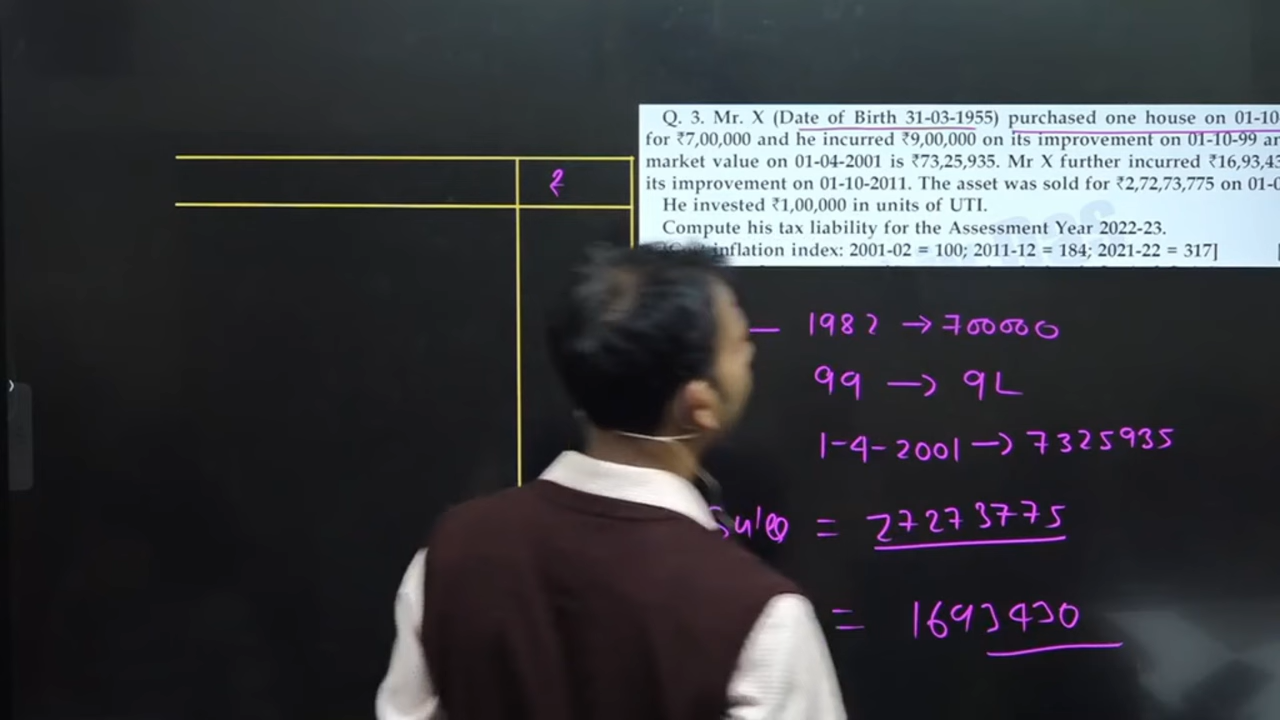 Q. 3. Mr. X (Date of Birth 31-03-1955) purchased one house on 01-10-
for ₹7,00,000 and he incurred ₹9,00,000 on its improvement on 01-10-99 an
market value on 01-04-2001 is ₹73,25,935. Mr X further incurred ₹16,93,43
its improvement on 01-10-2011. The asset was sold for ₹2,72,73,775 on 01-0
He invested ₹1,00,000 in units of UTI.
Compute his tax liability for the Assessment Year 2022-23.
inflation index: 2001-02 = 100; 2011-12 = 184; 2021-22 = 317]
₹
— 1982 → 700000
99 → 9L
1-4-2001 → 7325935
= 27273775
= 1693430